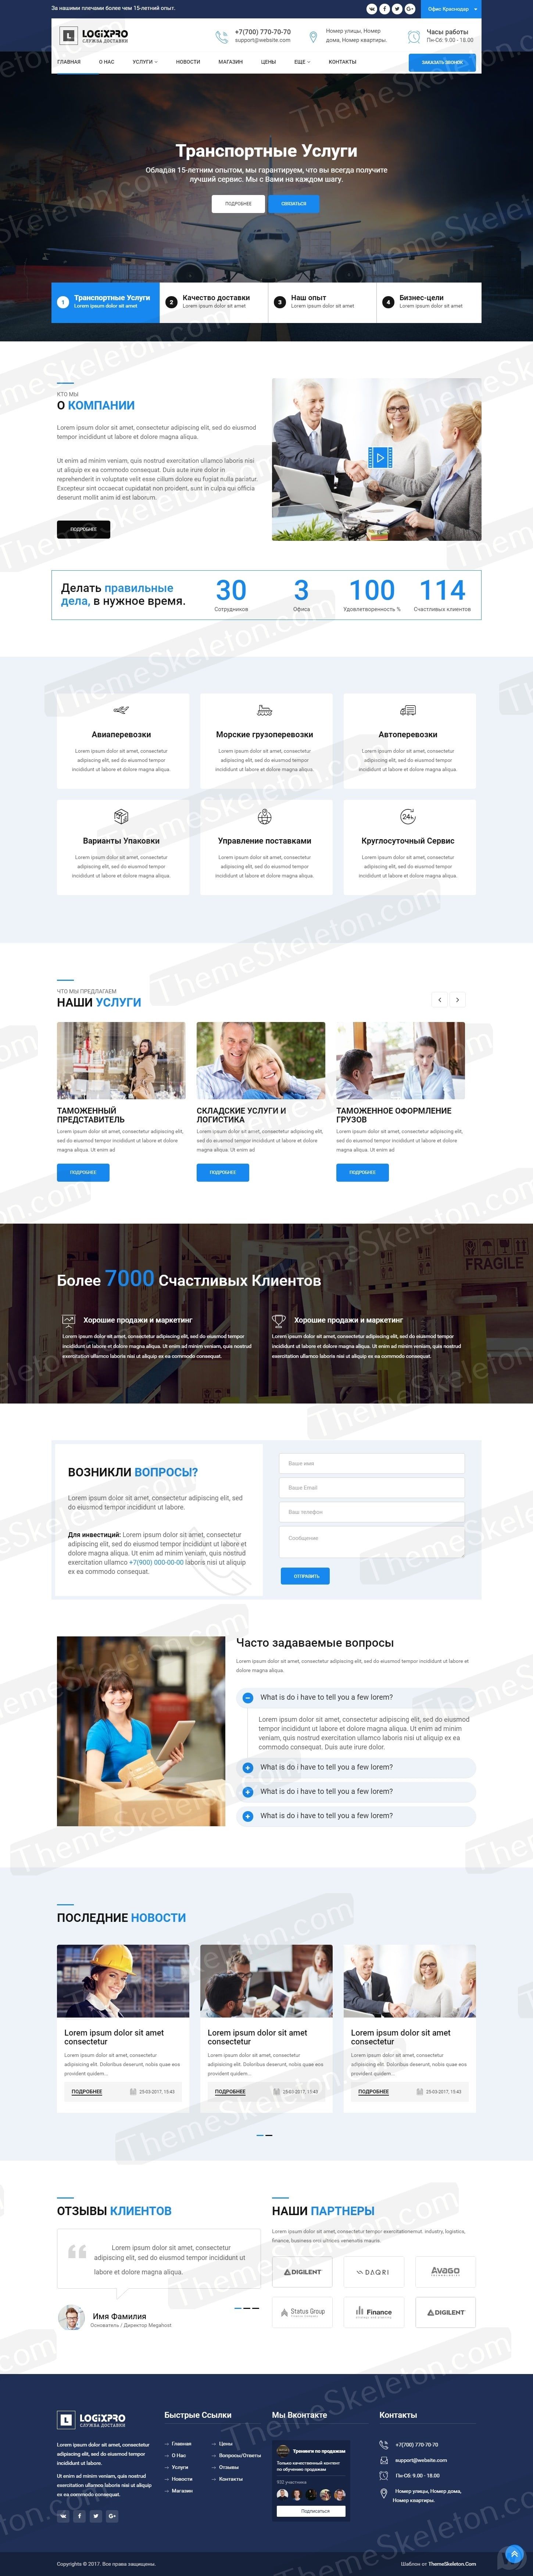 За нашими плечами более чем 15-летний опыт.
Офис Краснодар
LOGIXPRO
СЛУЖБА ДОСТАВКИ
+7(700) 770-70-70
support@website.com
Номер улицы, Номер
дома, Номер квартиры.
Часы работы
Пн-Сб: 9.00 - 18.00
ГЛАВНАЯ О НАС УСЛУГИ НОВОСТИ МАГАЗИН ЦЕНЫ ЕЩЕ КОНТАКТЫ
ЗАКАЗАТЬ ЗВОНОК
Транспортные Услуги
Обладая 15-летним опытом, мы гарантируем, что вы всегда получите
лучший сервис. Мы с Вами на каждом шагу.
ПОДРОБНЕЕ СВЯЗАТЬСЯ
1 Транспортные Услуги
Lorem ipsum dolor sit amet
2 Качество доставки
Lorem ipsum dolor sit amet
3 Наш опыт
Lorem ipsum dolor sit amet
4 Бизнес-цели
Lorem ipsum dolor sit amet
КТО МЫ
О КОМПАНИИ
Lorem ipsum dolor sit amet, consectetur adipiscing elit, sed do eiusmod
tempor incididunt ut labore et dolore magna aliqua.
Ut enim ad minim veniam, quis nostrud exercitation ullamco laboris nisi
ut aliquip ex ea commodo consequat. Duis aute irure dolor in
reprehenderit in voluptate velit esse cillum dolore eu fugiat nulla pariatur.
Excepteur sint occaecat cupidatat non proident, sunt in culpa qui officia
deserunt mollit anim id est laborum.
ПОДРОБНЕЕ
Делать правильные
дела, в нужное время.
30
Сотрудников
3
Офиса
100
Удовлетворенность %
114
Счастливых клиентов
Авиаперевозки
Lorem ipsum dolor sit amet, consectetur
adipiscing elit, sed do eiusmod tempor
incididunt ut labore et dolore magna aliqua.
Морские грузоперевозки
Lorem ipsum dolor sit amet, consectetur
adipiscing elit, sed do eiusmod tempor
incididunt ut labore et dolore magna aliqua.
Автоперевозки
Lorem ipsum dolor sit amet, consectetur
adipiscing elit, sed do eiusmod tempor
incididunt ut labore et dolore magna aliqua.
Варианты Упаковки
Lorem ipsum dolor sit amet, consectetur
adipiscing elit, sed do eiusmod tempor
incididunt ut labore et dolore magna aliqua.
Управление поставками
Lorem ipsum dolor sit amet, consectetur
adipiscing elit, sed do eiusmod tempor
incididunt ut labore et dolore magna aliqua.
24h
Круглосуточный Сервис
Lorem ipsum dolor sit amet, consectetur
adipiscing elit, sed do eiusmod tempor
incididunt ut labore et dolore magna aliqua.
ЧТО МЫ ПРЕДЛАГАЕМ
НАШИ УСЛУГИ
ТАМОЖЕННЫЙ
ПРЕДСТАВИТЕЛЬ
Lorem ipsum dolor sit amet, consectetur adipiscing elit,
sed do eiusmod tempor incididunt ut labore et dolore
magna aliqua. Ut enim ad
ПОДРОБНЕЕ
СКЛАДСКИЕ УСЛУГИ И
ЛОГИСТИКА
Lorem ipsum dolor sit amet, consectetur adipiscing elit,
sed do eiusmod tempor incididunt ut labore et dolore
magna aliqua. Ut enim ad
ПОДРОБНЕЕ
ТАМОЖЕННОЕ ОФОРМЛЕНИЕ
ГРУЗОВ
Lorem ipsum dolor sit amet, consectetur adipiscing elit,
sed do eiusmod tempor incididunt ut labore et dolore
magna aliqua. Ut enim ad
ПОДРОБНЕЕ
FRAGILE
Более 7000 Счастливых Клиентов
Хорошие продажи и маркетинг
Lorem ipsum dolor sit amet, consectetur adipiscing elit, sed do eiusmod tempor
incididunt ut labore et dolore magna aliqua. Ut enim ad minim veniam, quis nostrud
exercitation ullamco laboris nisi ut aliquip ex ea commodo consequat.
Хорошие продажи и маркетинг
Lorem ipsum dolor sit amet, consectetur adipiscing elit, sed do eiusmod tempor
incididunt ut labore et dolore magna aliqua. Ut enim ad minim veniam, quis nostrud
exercitation ullamco laboris nisi ut aliquip ex ea commodo consequat.
ВОЗНИКЛИ ВОПРОСЫ?
Lorem ipsum dolor sit amet, consectetur adipiscing elit, sed
do eiusmod tempor incididunt ut labore.
Для инвестиций: Lorem ipsum dolor sit amet, consectetur
adipiscing elit, sed do eiusmod tempor incididunt ut labore et
dolore magna aliqua. Ut enim ad minim veniam, quis nostrud
exercitation ullamco +7(900) 000-00-00 laboris nisi ut aliquip
ex ea commodo consequat.
Ваше имя
Ваше Email
Ваш телефон
Сообщение
ОТПРАВИТЬ
Часто задаваемые вопросы
Lorem ipsum dolor sit amet, consectetur adipiscing elit, sed do eiusmod tempor incididunt ut labore et
dolore magna aliqua.
What is do i have to tell you a few lorem?
Lorem ipsum dolor sit amet, consectetur adipiscing elit, sed do eiusmod
tempor incididunt ut labore et dolore magna aliqua. Ut enim ad minim
veniam, quis nostrud exercitation ullamco laboris nisi ut aliquip ex ea
commodo consequat. Duis aute irure dolor.
What is do i have to tell you a few lorem?
What is do i have to tell you a few lorem?
What is do i have to tell you a few lorem?
ПОСЛЕДНИЕ НОВОСТИ
Lorem ipsum dolor sit amet
consectetur
Lorem ipsum dolor sit amet, consectetur
adipisicing elit. Doloribus deserunt, nobis quae eos
provident quidem...
ПОДРОБНЕЕ 25-03-2017, 15:43
Lorem ipsum dolor sit amet
consectetur
Lorem ipsum dolor sit amet, consectetur
adipisicing elit. Doloribus deserunt, nobis quae eos
provident quidem...
ПОДРОБНЕЕ 25-03-2017, 15:43
Lorem ipsum dolor sit amet
consectetur
Lorem ipsum dolor sit amet, consectetur
adipisicing elit. Doloribus deserunt, nobis quae eos
provident quidem...
ПОДРОБНЕЕ 25-03-2017, 15:43
ОТЗЫВЫ КЛИЕНТОВ
Lorem ipsum dolor sit amet, consectetur
adipisicing elit, sed do eiusmod tempor incididunt ut
labore et dolore magna aliqua.
Имя Фамилия
Основатель / Директор Megahost
НАШИ ПАРТНЕРЫ
Lorem ipsum dolor sit amet, consectetur industry, logistics,
finance, business
DIGILENT DAQRI AVAGO
TECHNOLOGIES
Status Group Finance DIGILENT
LOGIXPRO
СЛУЖБА ДОСТАВКИ
Lorem ipsum dolor sit amet, consectetur
adipiscing elit, sed do eiusmod tempor
incididunt ut labore.
Ut enim ad minim veniam, quis nostrud
exercitation ullamco laboris nisi ut aliquip
ex ea commodo consequat.
Быстрые Ссылки
Главная
О Нас
Услуги
Новости
Магазин
Цены
Вопросы/Ответы
Отзывы
Контакты
Мы Вконтакте
Тренинги по продажам
Только качественный контент
по обучению продажам
932 участника
Подписаться
Контакты
+7(700) 770-70-70
support@website.com
Пн-Сб: 9.00 - 18.00
Номер улицы, Номер дома,
Номер квартиры.
Copyrights © 2017. Все права защищены.
Шаблон от ThemeSkeleton.Com
ThemeSkeleton.com